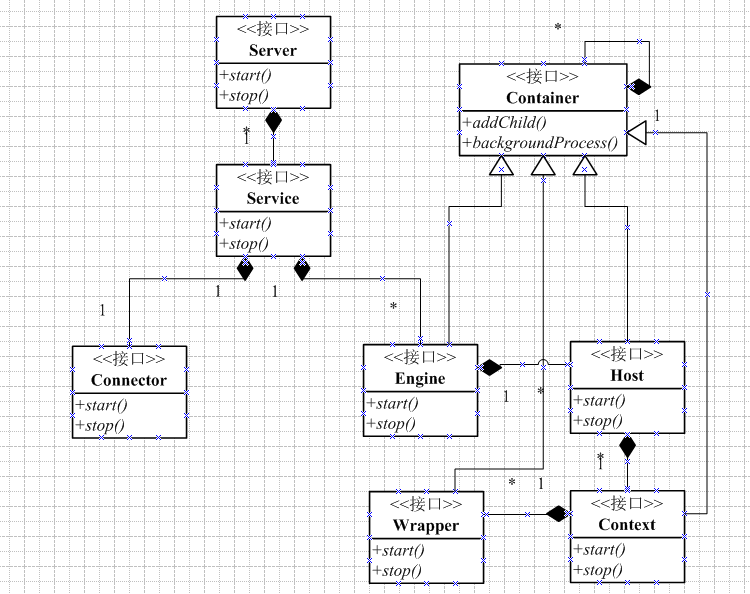 <<接口>>
Server
+start()
+stop()
*
1
<<接口>>
Service
+start()
+stop()
*
<<接口>>
Container
+addChild()
+backgroundProcess()
1
1
1
1
*
<<接口>>
Connector
+start()
+stop()
<<接口>>
Engine
+start()
+stop()
1
*
<<接口>>
Host
+start()
+stop()
*
1
*
1
<<接口>>
Wrapper
+start()
+stop()
<<接口>>
Context
+start()
+stop()